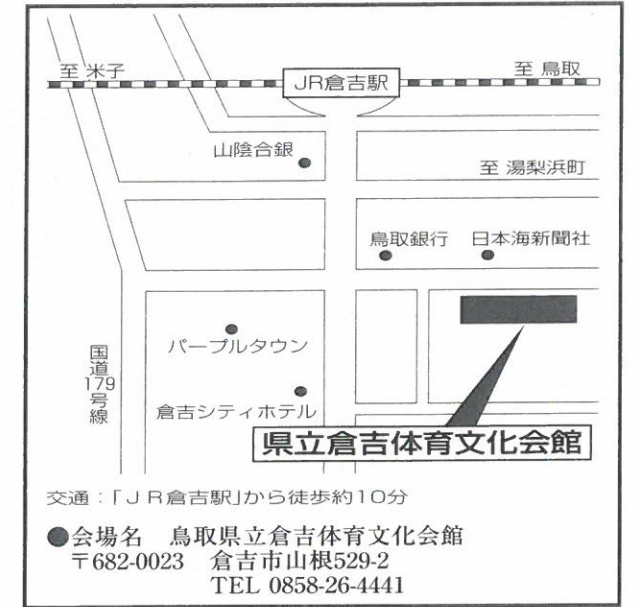 至 米子
JR倉吉駅
至 鳥取
山陰合銀
至 湯梨浜町
鳥取銀行
日本海新聞社
パープルタウン
国道179号線
倉吉シティホテル
県立倉吉体育文化会館
交通：「ＪＲ倉吉駅」から徒歩約10分
●会場名　鳥取県立倉吉体育文化会館
〒682-0023　倉吉市山根529-2
TEL 0858-26-4441